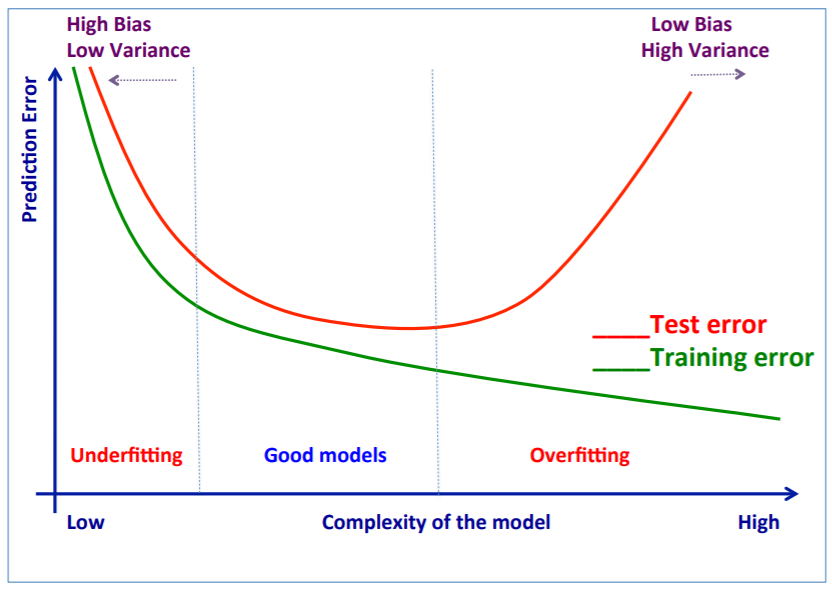 High Bias
Low Variance
Low Bias
High Variance
Prediction Error
____Test error
____Training error
Underfitting
Good models
Overfitting
Low
Complexity of the model
High